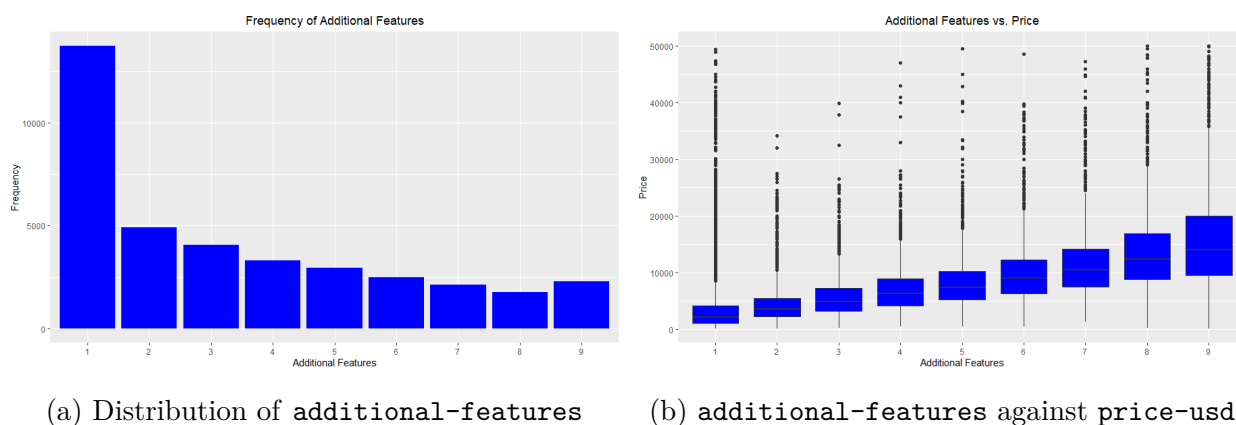 Frequency of Additional Features
10000
5000
0
Frequency
1 2 3 4 5 6 7 8 9
Additional Features
Additional Features vs. Price
50000
40000
30000
20000
10000
0
Price
1 2 3 4 5 6 7 8 9
Additional Features
(a) Distribution of additional-features
(b) additional-features against price-usd